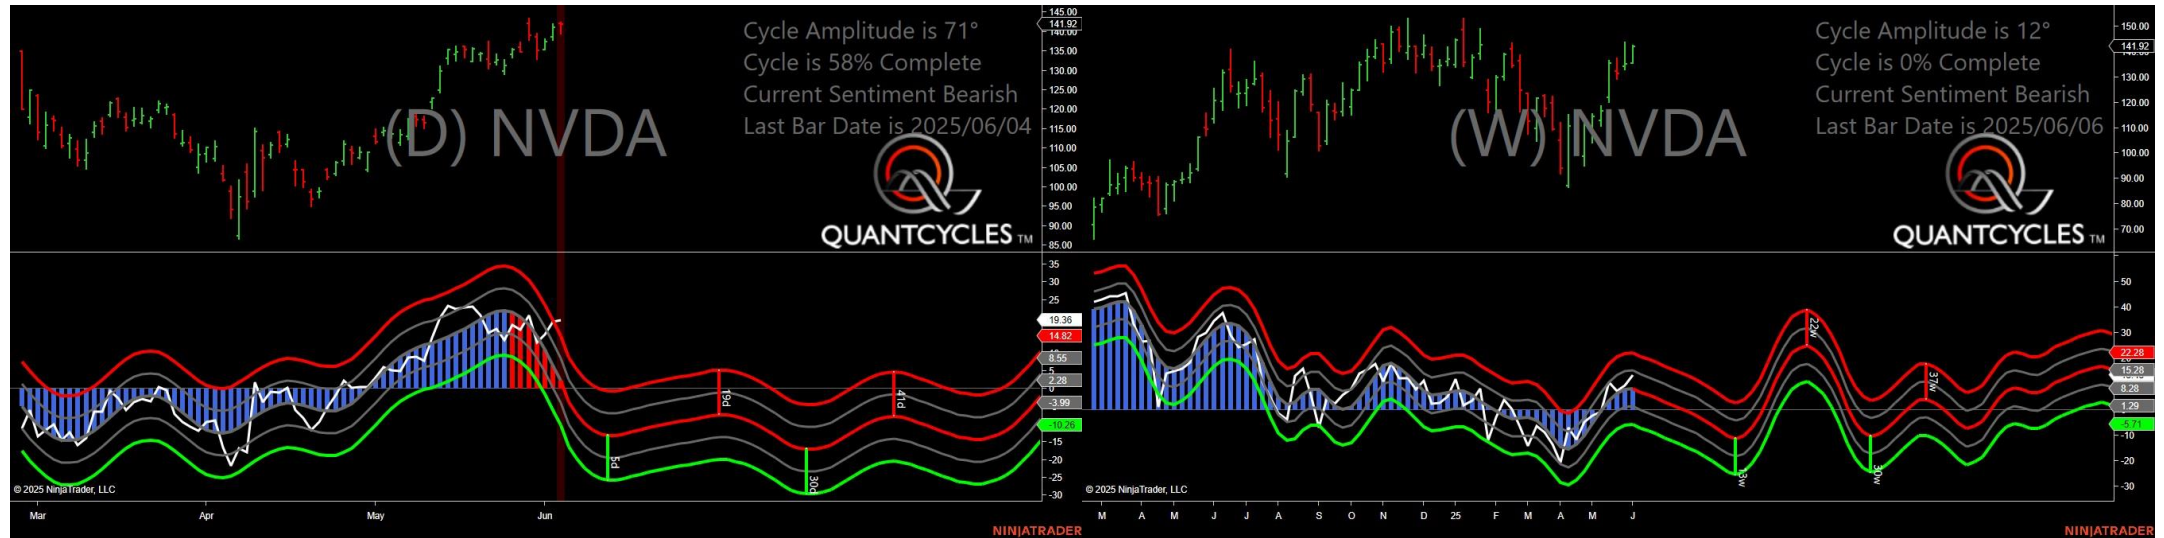 Cycle Amplitude is 71°
Cycle is 58% Complete
Current Sentiment Bearish
Last Bar Date is 2025/06/04
(D) NVDA
QUANTCYCLES TM
145.00
141.92
140.00
135.00
130.00
125.00
120.00
115.00
110.00
105.00
100.00
95.00
90.00
85.00
35
30
25
19.36
14.82
8.55
5
2.28
0
-3.99
-10.26
-15
-20
-25
-30
5d
19d
30d
41d
© 2025 NinjaTrader, LLC
Mar Apr May Jun
NINJATRADER
Cycle Amplitude is 12°
Cycle is 0% Complete
Current Sentiment Bearish
Last Bar Date is 2025/06/06
(W) NVDA
QUANTCYCLES TM
150.00
141.92
130.00
120.00
110.00
100.00
90.00
80.00
70.00
50
40
30
22.28
15.28
8.28
1.29
-5.71
-10
-20
-30
13w
22w
30w
37w
© 2025 NinjaTrader, LLC
M A M J J A S O N D 25 F M A M J
NINJATRADER